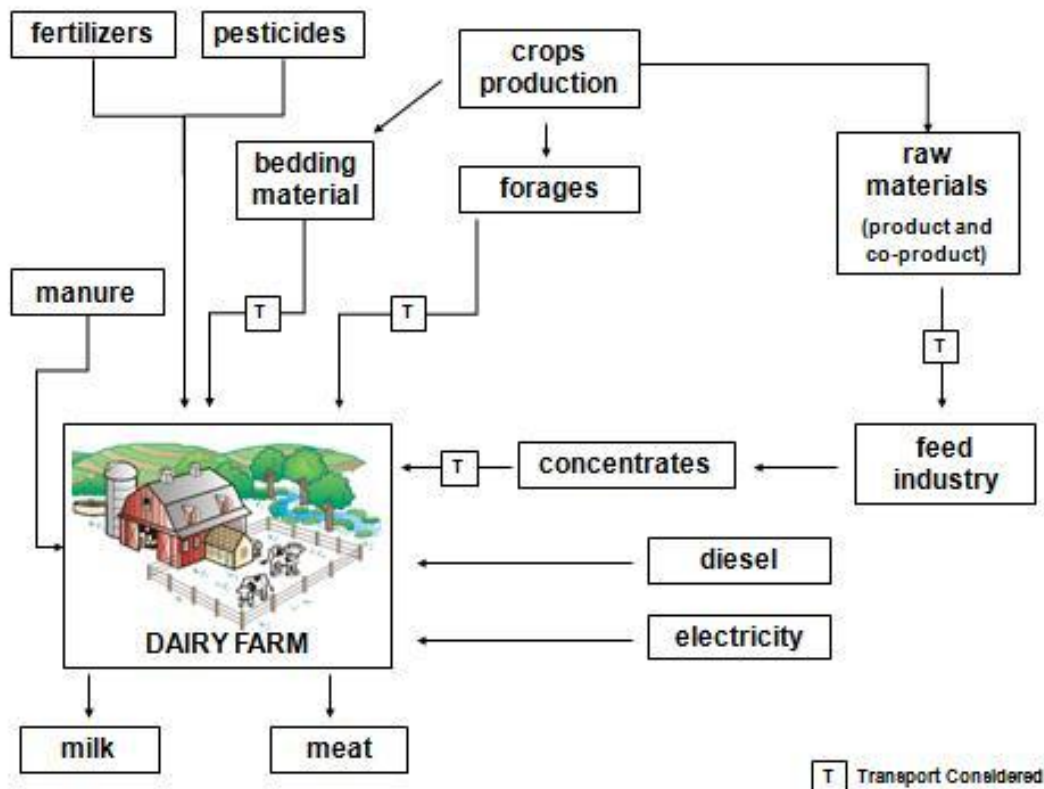 fertilizers
pesticides
crops
production
bedding
material
forages
raw
materials
(product and
co-product)
manure
T
T
T
feed
industry
concentrates
T
diesel
electricity
DAIRY FARM
milk
meat
T Transport Considered